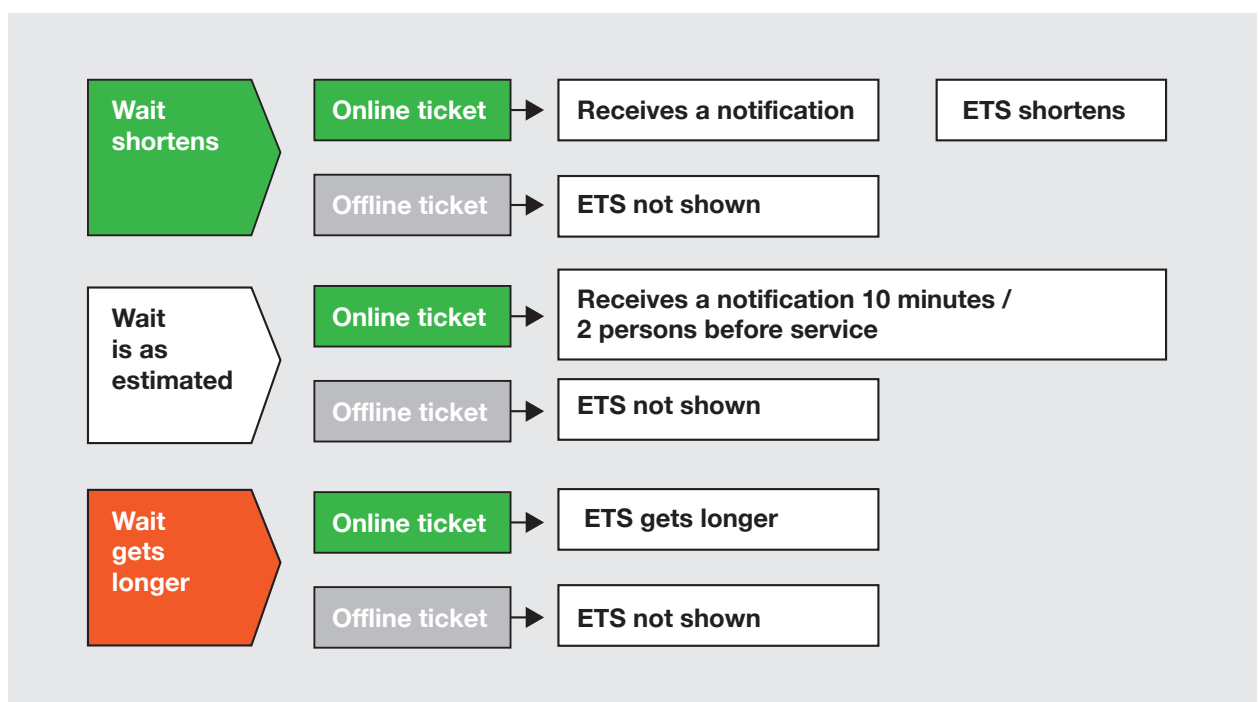 Wait
shortens
Online ticket
Receives a notification
ETS shortens
Offline ticket
ETS not shown
Wait
is as
estimated
Online ticket
Receives a notification 10 minutes /
2 persons before service
Offline ticket
ETS not shown
Wait
gets
longer
Online ticket
ETS gets longer
Offline ticket
ETS not shown